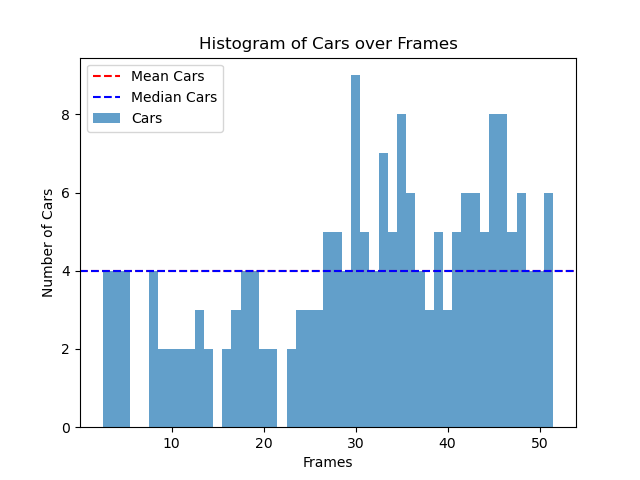 Histogram of Cars over Frames
Mean Cars
Median Cars
Cars
Number of Cars
8
6
4
2
0
10 20 30 40 50
Frames